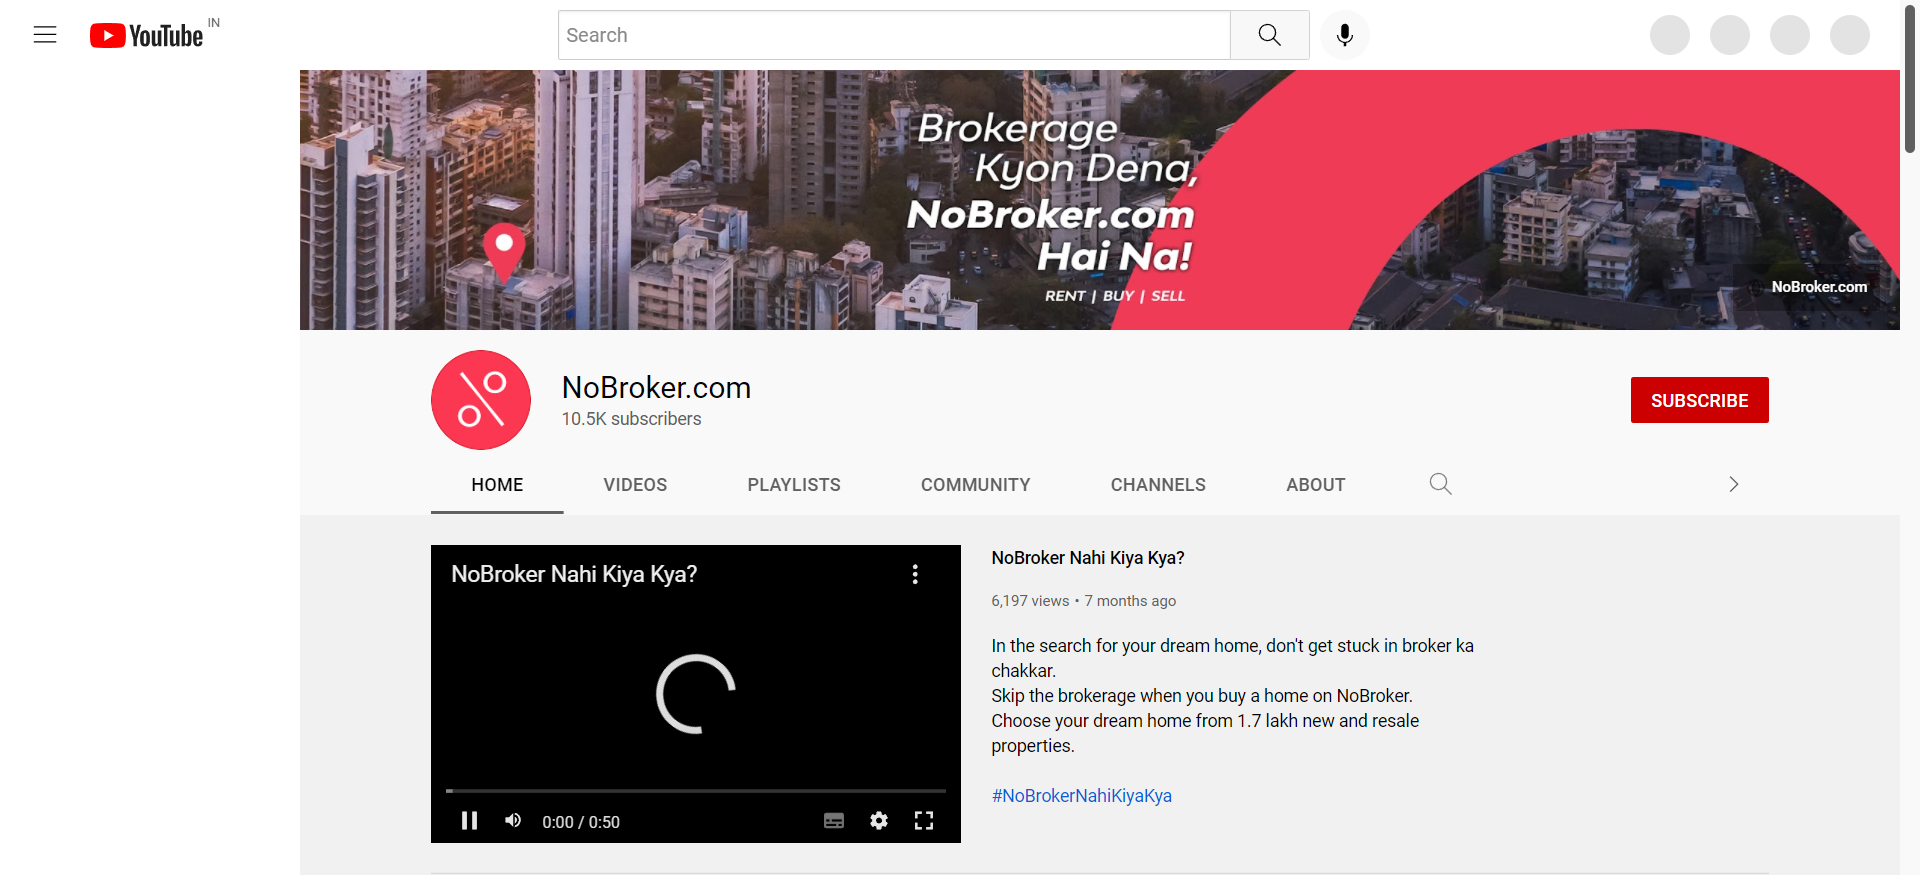 YouTube IN
Search
Brokerage
Kyon Dena,
NoBroker.com
Hai Na!
RENT | BUY | SELL
NoBroker.com
NoBroker.com
10.5K subscribers
SUBSCRIBE
HOME VIDEOS PLAYLISTS COMMUNITY CHANNELS ABOUT
NoBroker Nahi Kiya Kya?
0:00 / 0:50
NoBroker Nahi Kiya Kya?
6,197 views • 7 months ago
In the search for your dream home, don't get stuck in broker ka
chakkar.
Skip the brokerage when you buy a home on NoBroker.
Choose your dream home from 1.7 lakh new and resale
properties.
#NoBrokerNahiKiyaKya